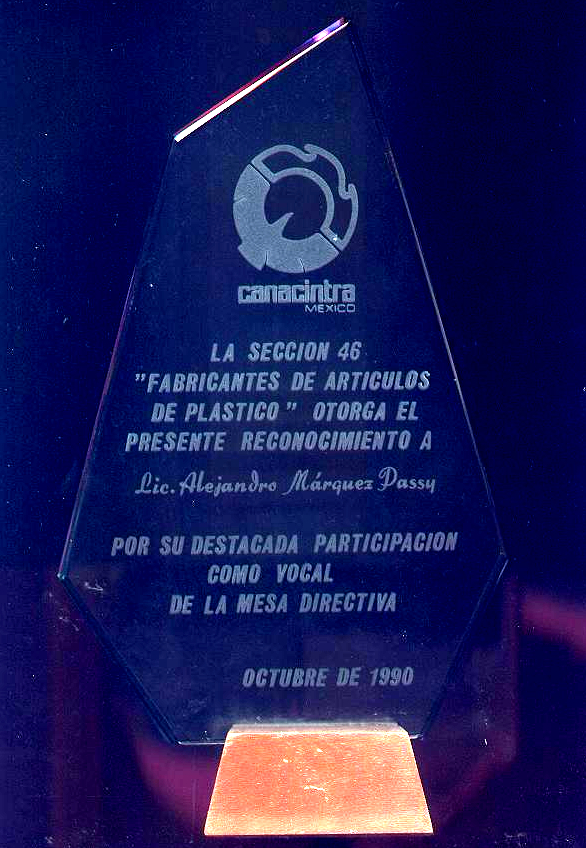 canacintra
MEXICO
LA SECCION 46
"FABRICANTES DE ARTICULOS
DE PLASTICO" OTORGA EL
PRESENTE RECONOCIMIENTO A
Lic. Alejandro Márquez Passy
POR SU DESTACADA PARTICIPACION
COMO VOCAL
DE LA MESA DIRECTIVA
OCTUBRE DE 1990